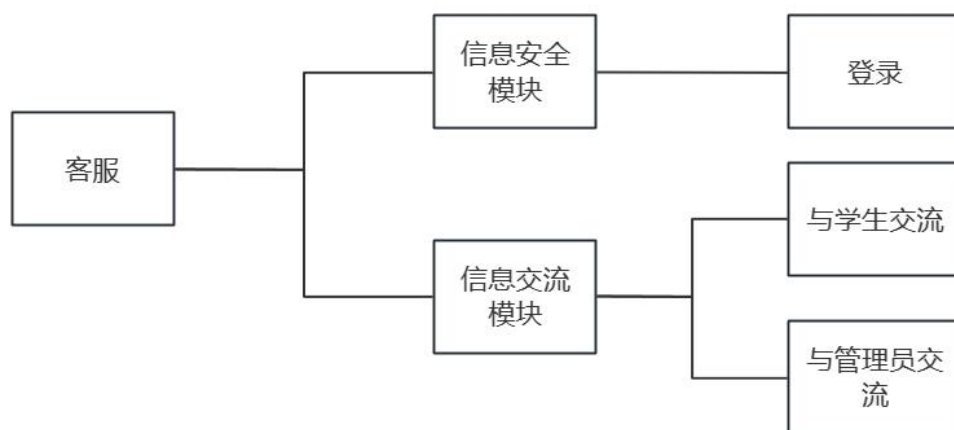 信息安全
模块
登录
客服
与学生交流
信息交流
模块
与管理员交
流